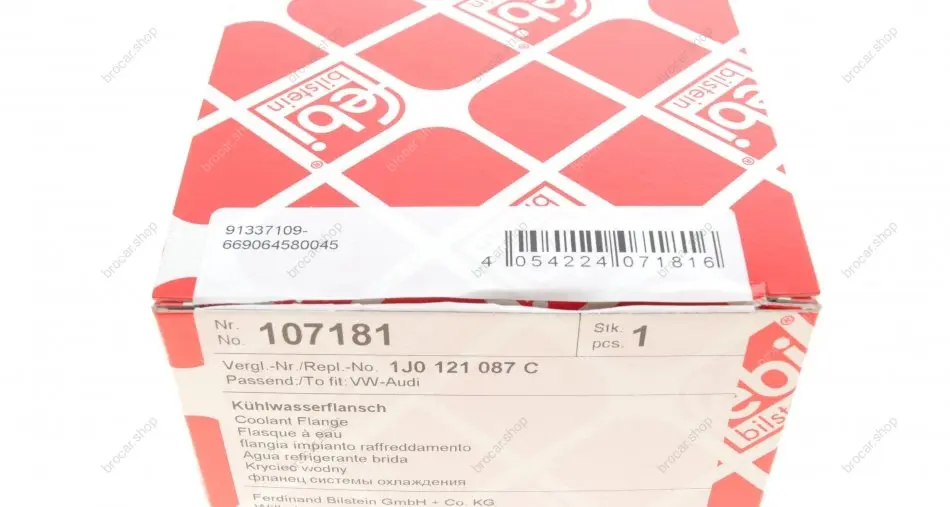 febi
bilstein
®
febi
bilstein
®
91337109-
669064580045
4 054224 071816
Nr.
No. 107181
Stk.
pcs. 1
Vergl.-Nr./Repl.-No. 1J0 121 087 C
Passend:/To fit: VW-Audi
Kühlwasserflansch
Coolant Flange
Flasque à eau
flangia impianto raffreddamento
Agua refrigerante brida
Kryciec wodny
фланец системы охлаждения
Ferdinand Bilstein GmbH + Co. KG
brocar.shop